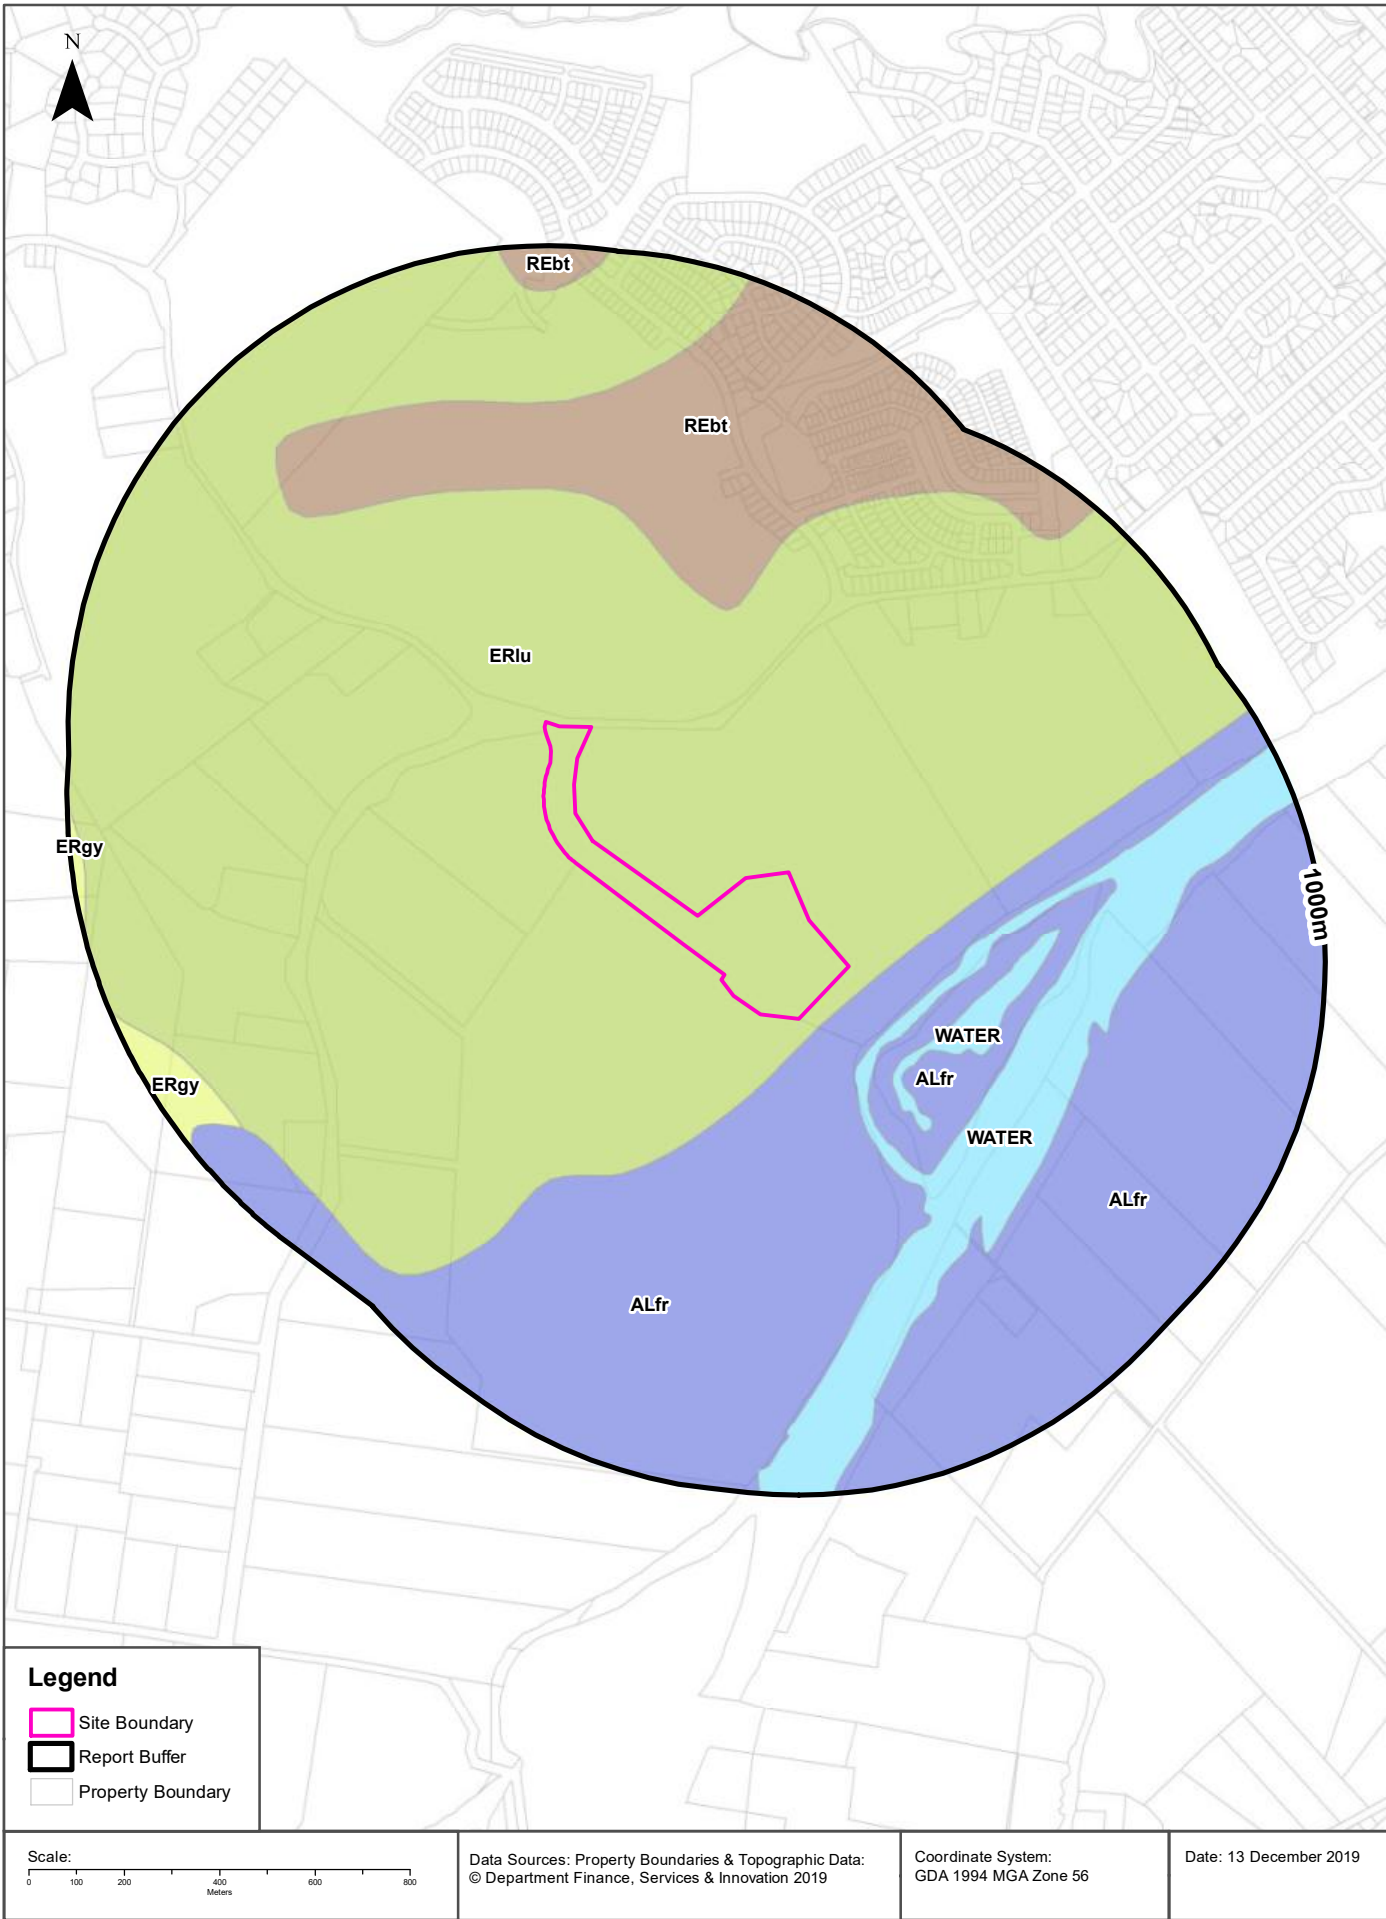 N
REbt
REbt
ERlu
ERgy
1000m
WATER
ALfr
ERgy
WATER
ALfr
ALfr
Legend
Site Boundary
Report Buffer
Property Boundary
Scale:
0 100 200 400 600 800
Meters
Data Sources: Property Boundaries & Topographic Data:
© Department Finance, Services & Innovation 2019
Coordinate System:
GDA 1994 MGA Zone 56
Date: 13 December 2019